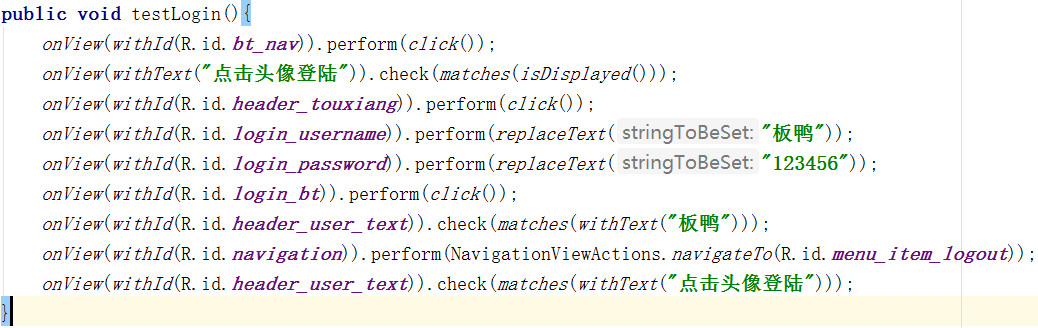 public void testLogin(){
onView(withId(R.id.bt_nav)).perform(click());
onView(withText("点击头像登陆")).check(matches(isDisplayed()));
onView(withId(R.id.header_touxiang)).perform(click());
onView(withId(R.id.login_username)).perform(replaceText( stringToBeSet: "板鸭"));
onView(withId(R.id.login_password)).perform(replaceText( stringToBeSet: "123456"));
onView(withId(R.id.login_bt)).perform(click());
onView(withId(R.id.header_user_text)).check(matches(withText("板鸭")));
onView(withId(R.id.navigation)).perform(NavigationViewActions.navigateTo(R.id.menu_item_logout));
onView(withId(R.id.header_user_text)).check(matches(withText("点击头像登陆")));
}